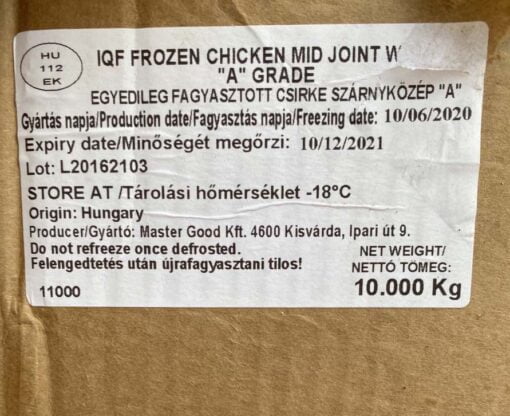 HU
112
EK
IQF FROZEN CHICKEN MID JOINT
"A" GRADE
EGYEDILEG FAGYASZTOTT CSIRKE SZÁRNYKÖZÉP "A"
Gyártás napja/Production date/Fagyasztás napja/Freezing date: 10/06/2020
Expiry date/Minőségét megőrzi: 10/12/2021
Lot: L20162103
STORE AT /Tárolási hőmérséklet -18°C
Origin: Hungary
Producer/Gyártó: Master Good Kft. 4600 Kisvárda, Ipari út 9.
Do not refreeze once defrosted.
Felengedtetés után újrafagyasztani tilos!
NET WEIGHT/
NETTÓ TÖMEG:
11000
10.000 Kg